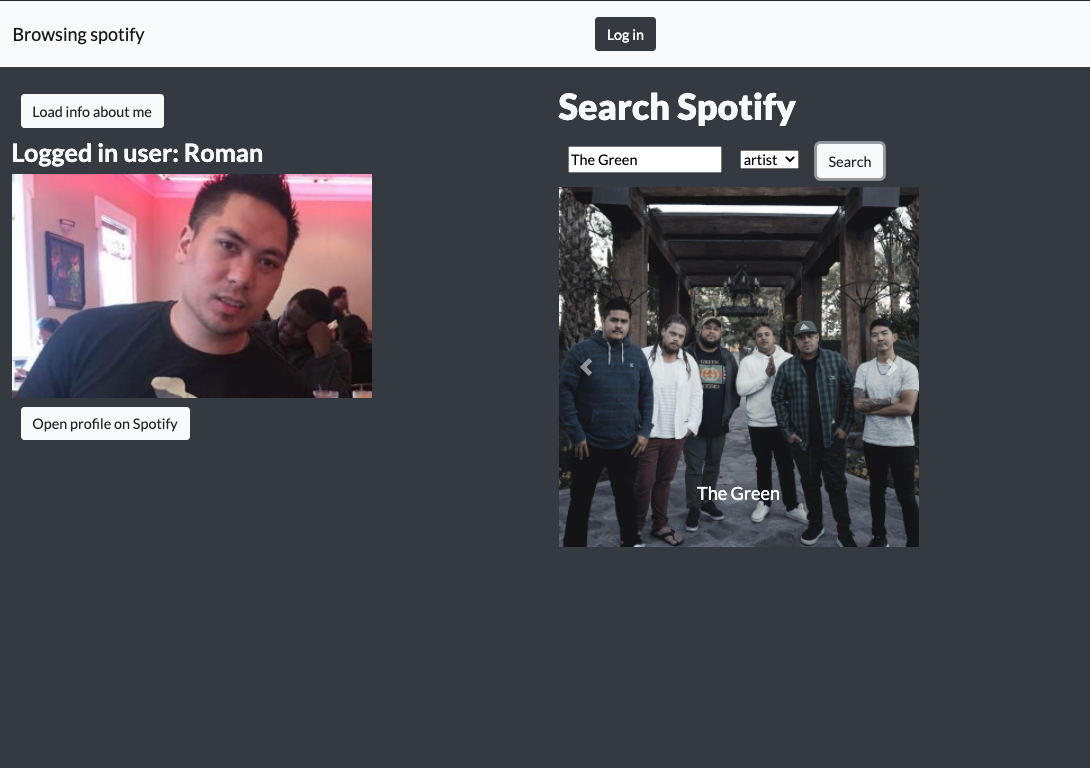 Browsing spotify
Log in
Load info about me
Logged in user: Roman
Open profile on Spotify
Search Spotify
The Green
artist
Search
The Green